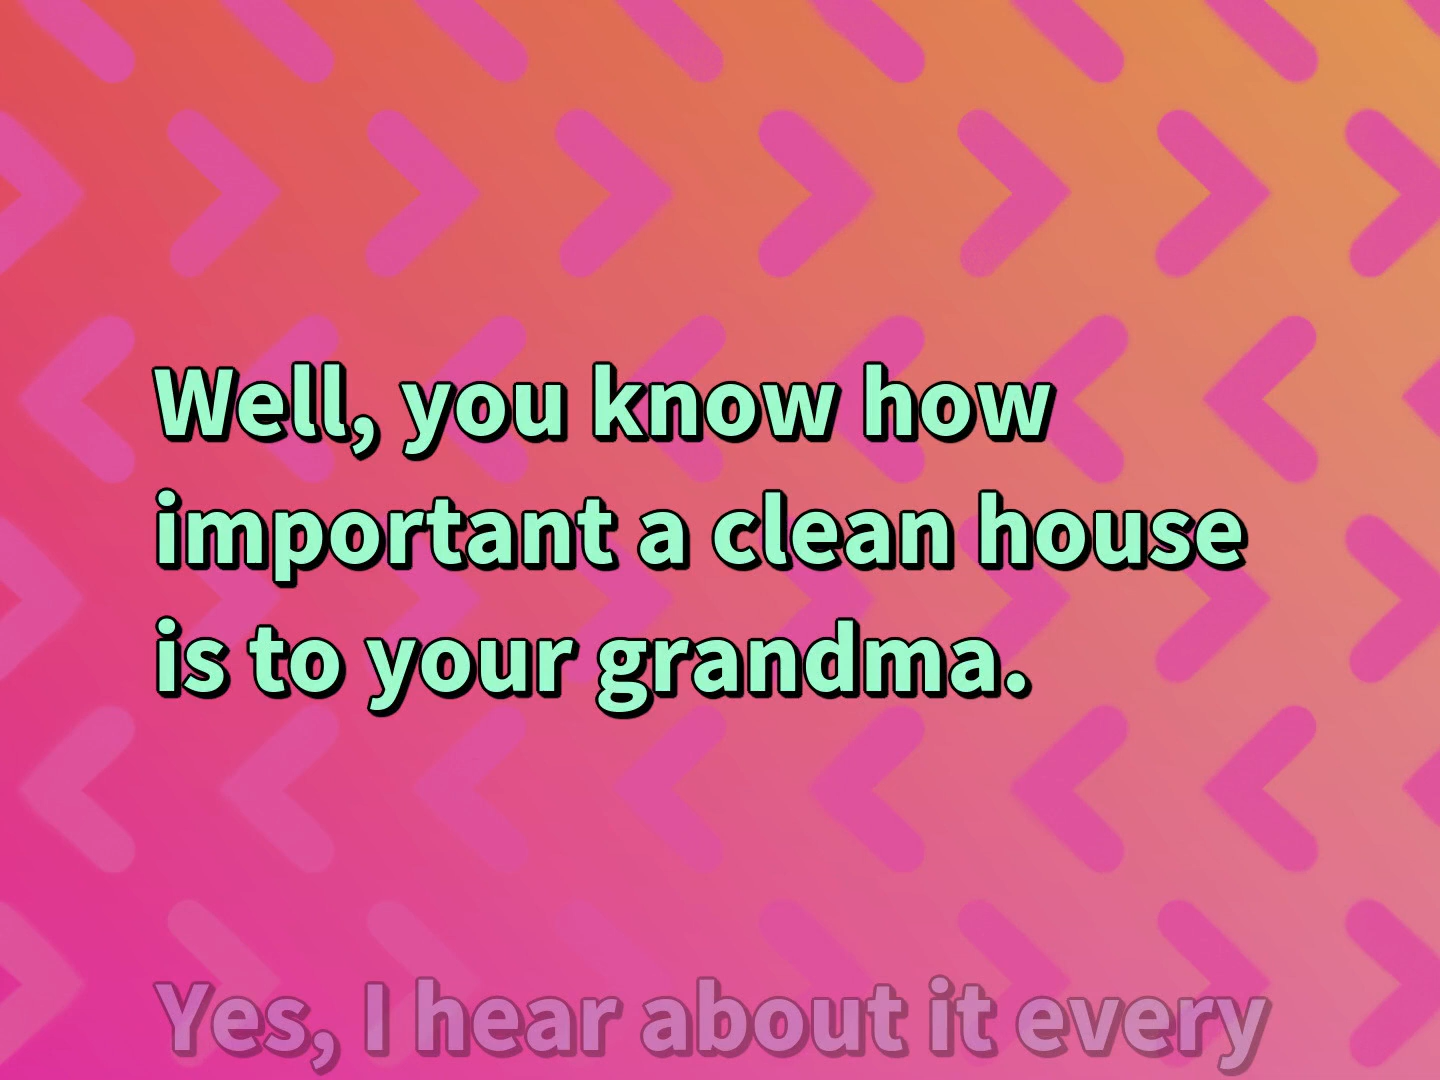 Well, you know how
important a clean house
is to your grandma.
Yes, I hear about it every